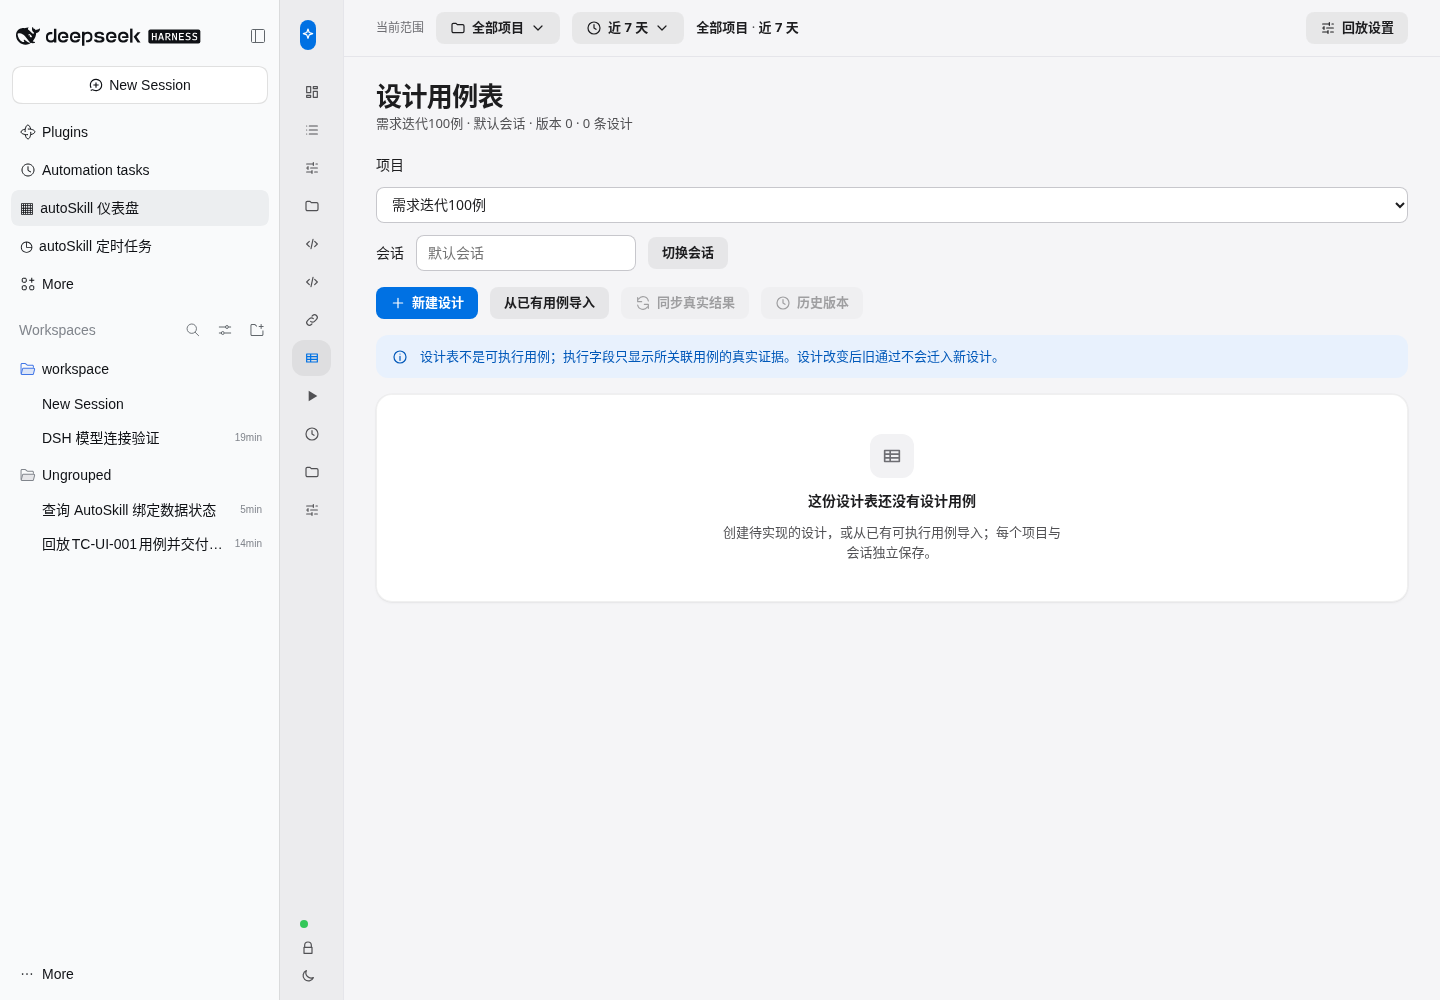 deepseek HARNESS
New Session
Plugins
Automation tasks
autoSkill 仪表盘
autoSkill 定时任务
More
Workspaces
workspace
New Session
DSH 模型连接验证 19min
Ungrouped
查询 AutoSkill 绑定数据状态 5min
回放 TC-UI-001 用例并交付... 14min
More
当前范围 全部项目 近 7 天 全部项目 · 近 7 天 回放设置
设计用例表
需求迭代100例 · 默认会话 · 版本 0 · 0 条设计
项目
需求迭代100例
会话 默认会话 切换会话
新建设计 从已有用例导入 同步真实结果 历史版本
设计表不是可执行用例；执行字段只显示所关联用例的真实证据。设计改变后旧通过不会迁入新设计。
这份设计表还没有设计用例
创建待实现的设计，或从已有可执行用例导入；每个项目与
会话独立保存。